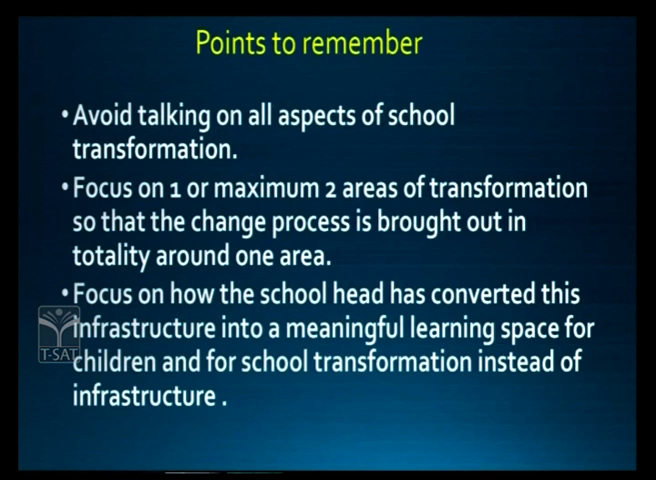 Points to remember
•Avoid talking on all aspects of school
transformation.
•Focus on 1 or maximum 2 areas of transformation
so that the change process is brought out in
totality around one area.
•Focus on how the school head has converted this
infrastructure into a meaningful learning space for
children and for school transformation instead of
infrastructure .
T-SAT